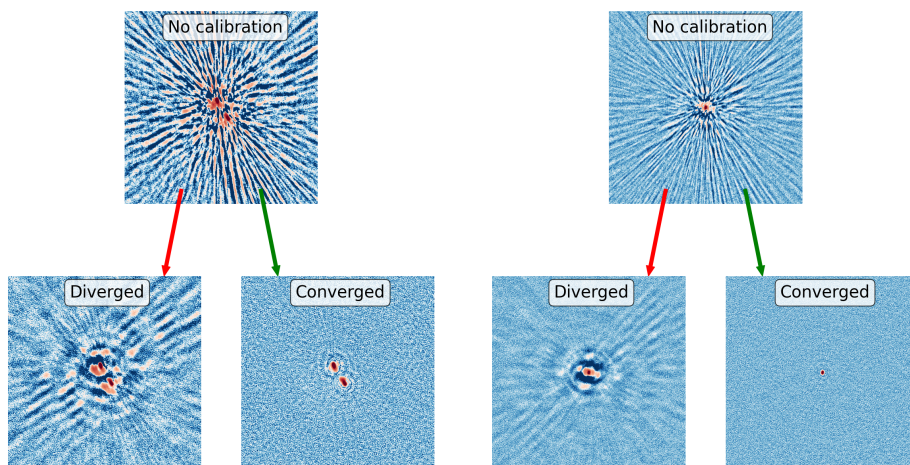 No calibration
No calibration
Diverged
Converged
Diverged
Converged